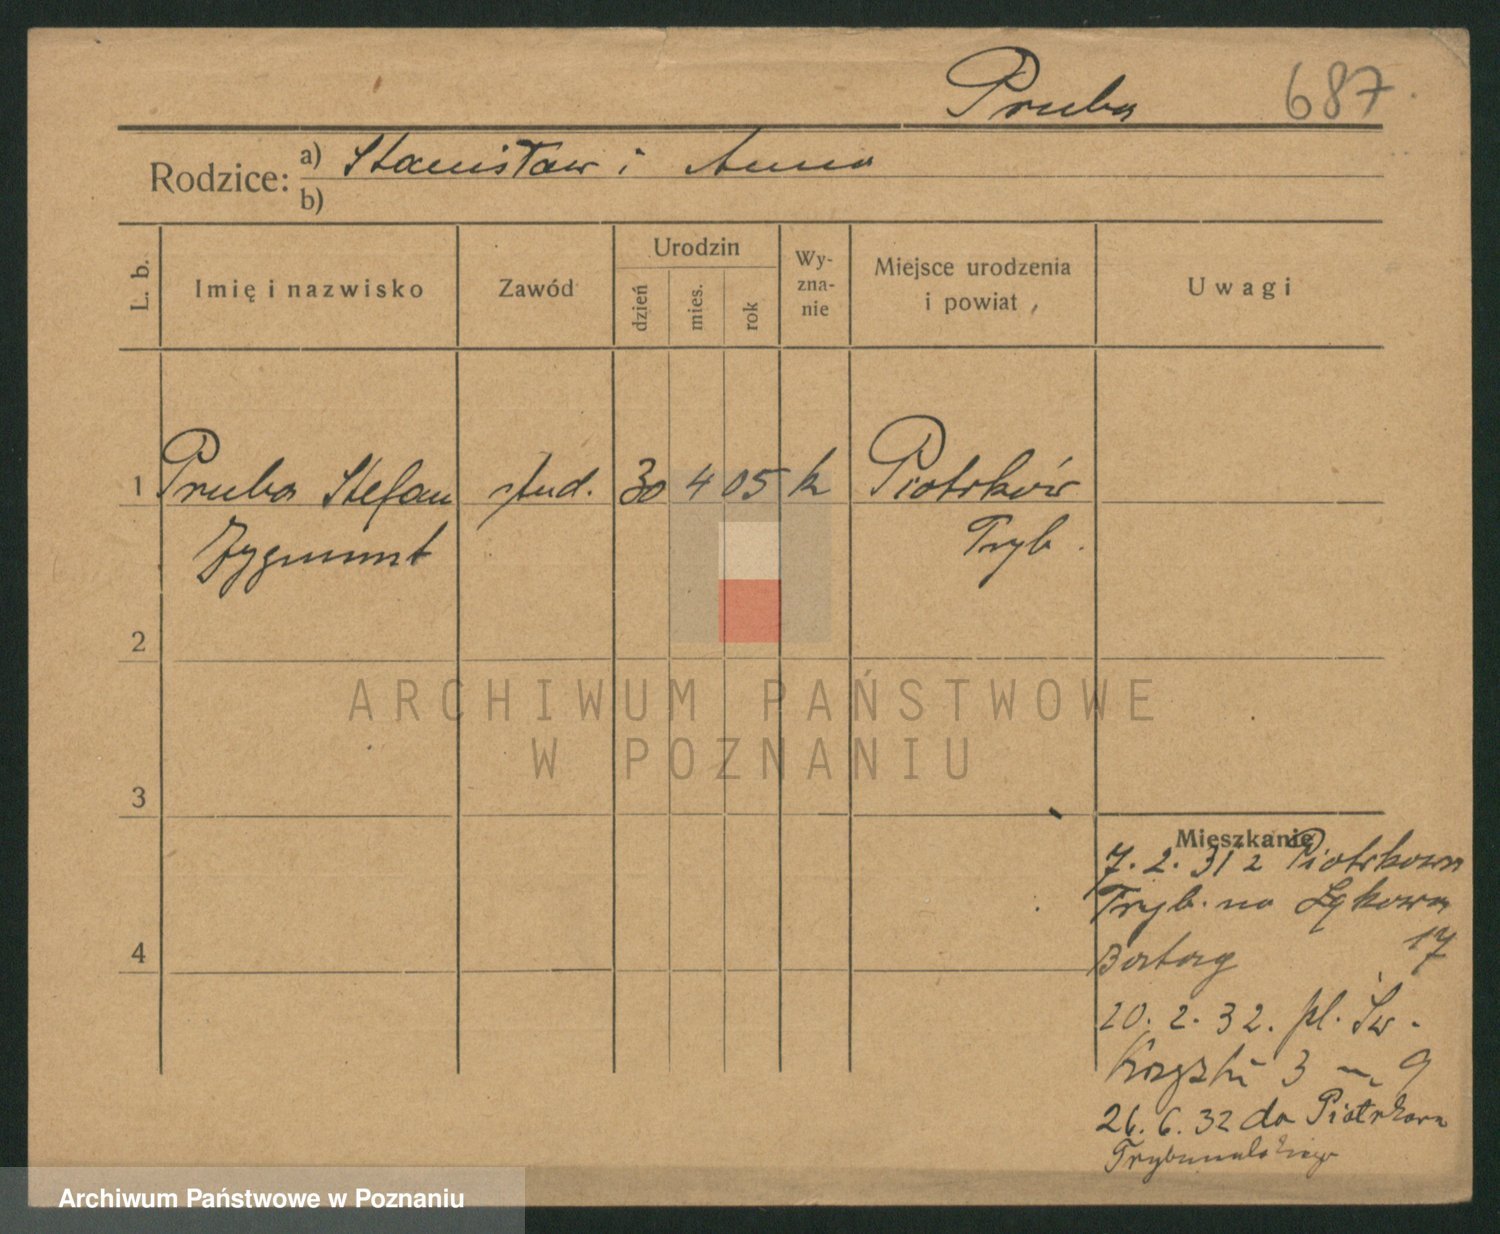 Pruba 687.
Rodzice: a) Stanisław i Anna
b)
L. b. Imię i nazwisko Zawód Urodzin dzień mies. rok Wy-zna-nie Miejsce urodzenia i powiat Uwagi
1 Pruba Stefan stud. 30 4 05 k Piotrków
Zygmunt Tryb.
2
ARCHIWUM PAŃSTWOWE
W POZNANIU
3
Mieszkanie
7. 2. 31 z Piotrkowa
Tryb. na Łąkową
17
4
20. 2. 32. pl. Św.
Krzyski 3 m. 9
26. 6. 32 do Piotrkowa
Trybunalskiego
Archiwum Państwowe w Poznaniu